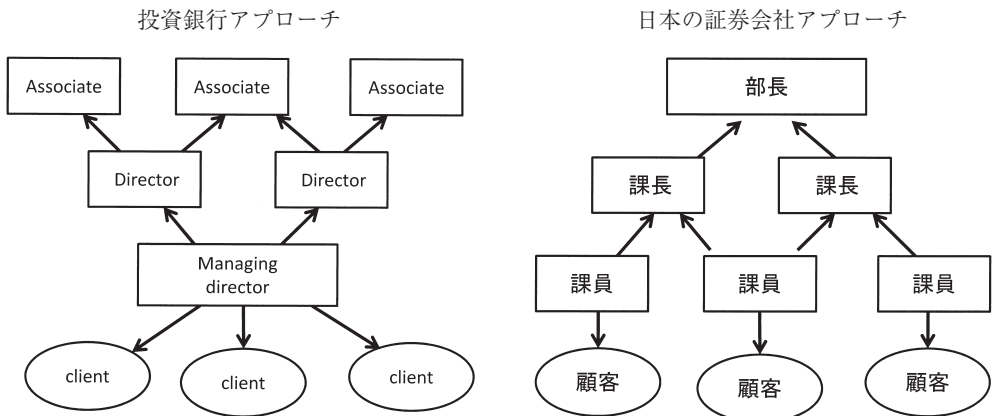 投資銀行アプローチ
Associate
Associate
Associate
Director
Director
Managing
director
client
client
client
日本の証券会社アプローチ
部長
課長
課長
課員
課員
課員
顧客
顧客
顧客